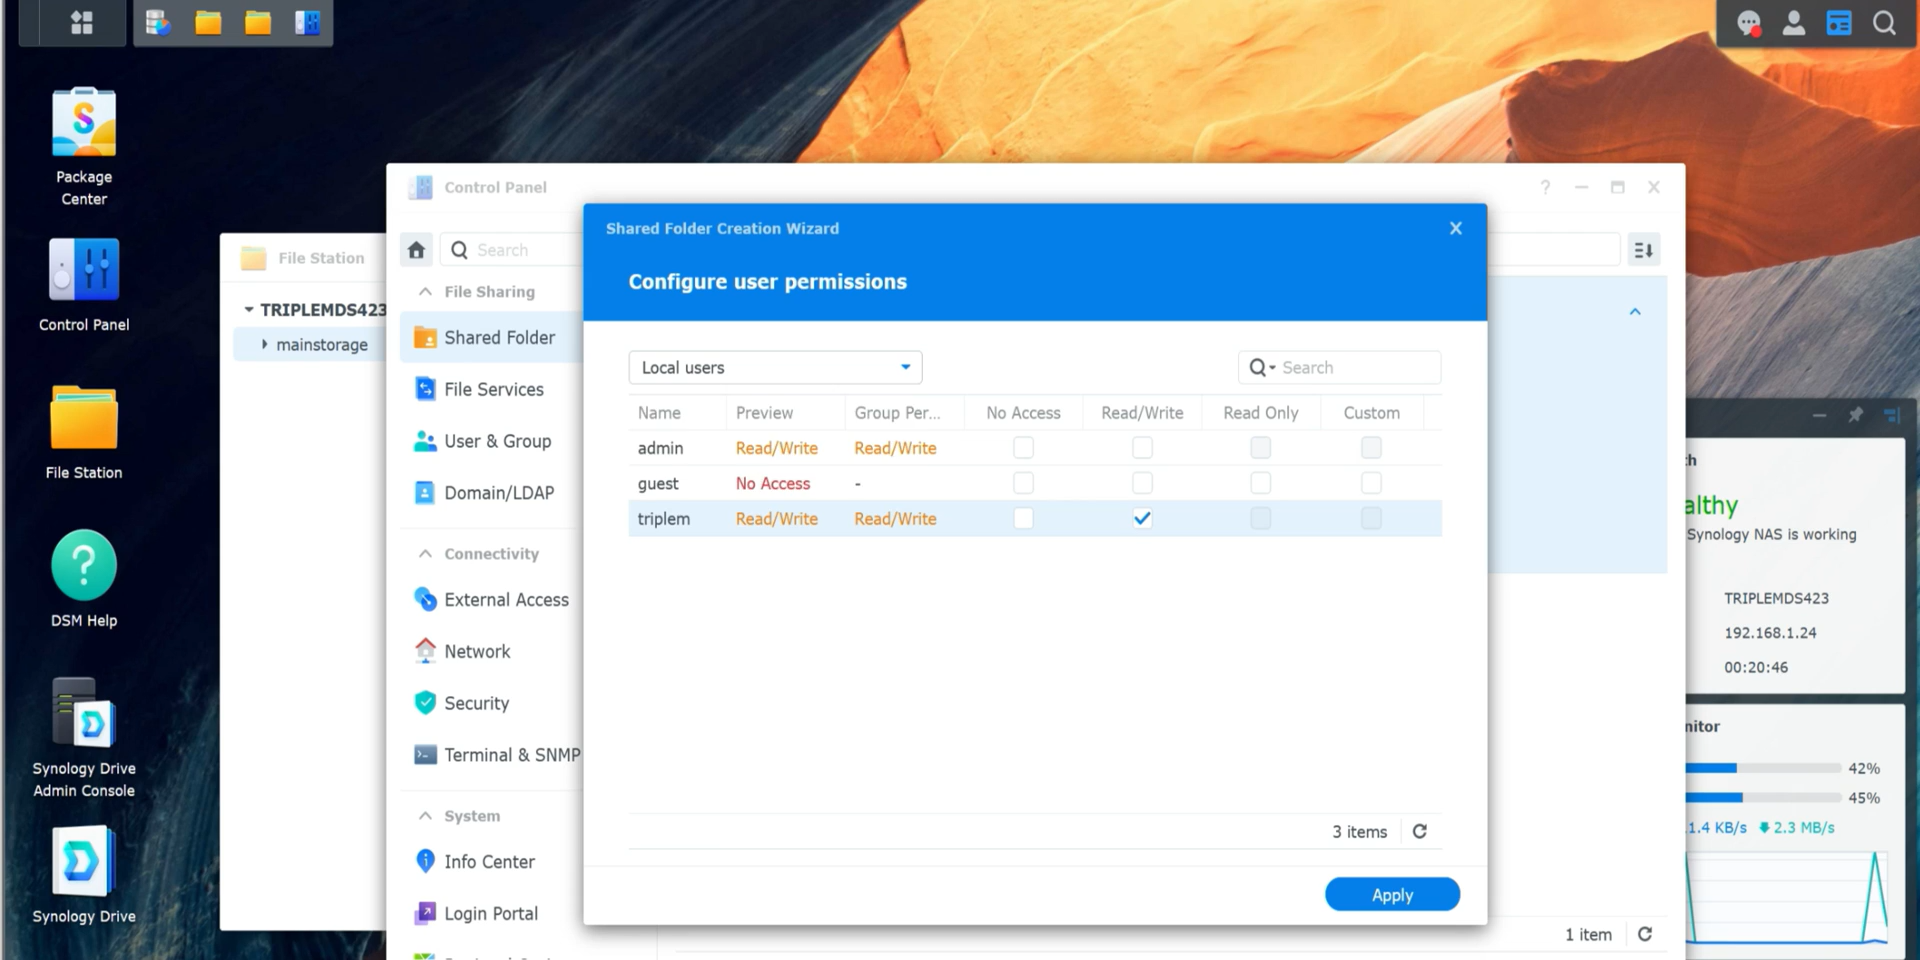 Package
Center
Control Panel
File Station
DSM Help
Synology Drive
Admin Console
Synology Drive
File Station
TRIPLEMDS423
mainstorage
Control Panel
Search
File Sharing
Shared Folder
File Services
User & Group
Domain/LDAP
Connectivity
External Access
Network
Security
Terminal & SNMP
System
Info Center
Login Portal
Shared Folder Creation Wizard
Configure user permissions
Local users
Search
Name Preview Group Per... No Access Read/Write Read Only Custom
admin Read/Write Read/Write
guest No Access -
triplem Read/Write Read/Write
3 items
Apply
1 item
th
althy
Synology NAS is working
TRIPLEMDS423
192.168.1.24
00:20:46
nitor
42%
45%
1.4 KB/s 2.3 MB/s